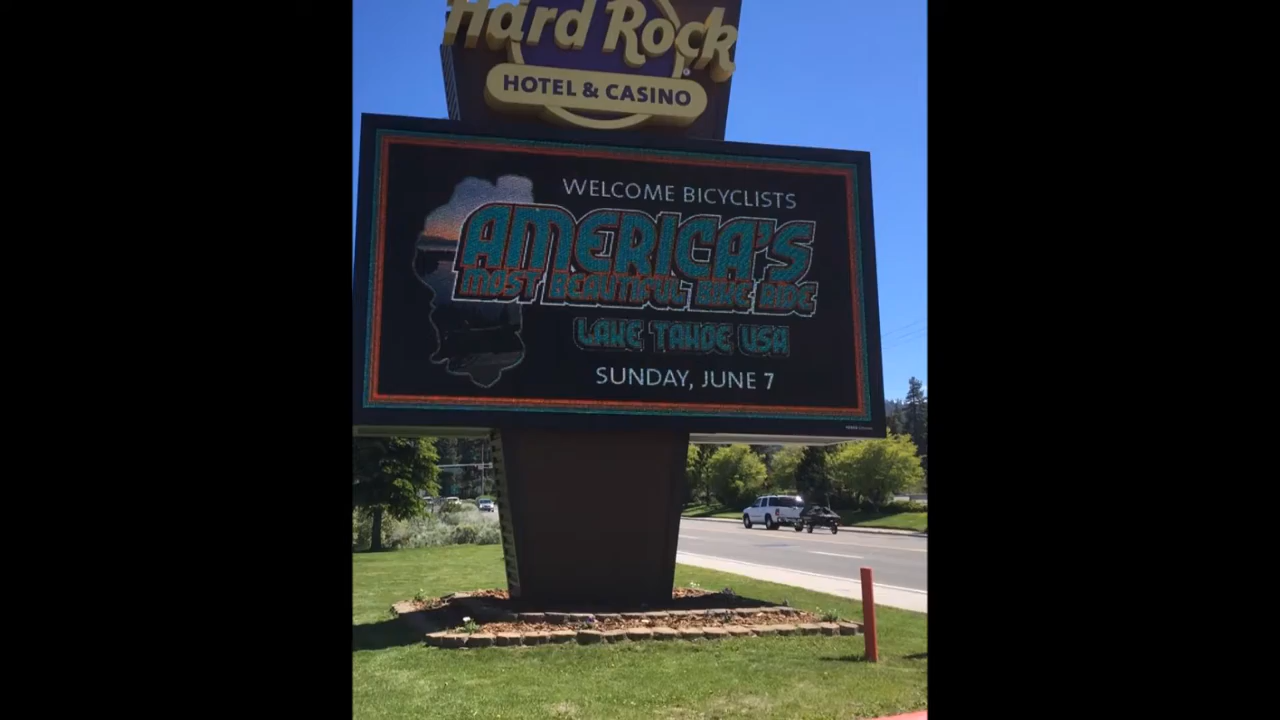 Hard Rock
HOTEL & CASINO
WELCOME BICYCLISTS
AMERICA'S
MOST BEAUTIFUL BIKE RIDE
LAKE TAHOE USA
SUNDAY, JUNE 7